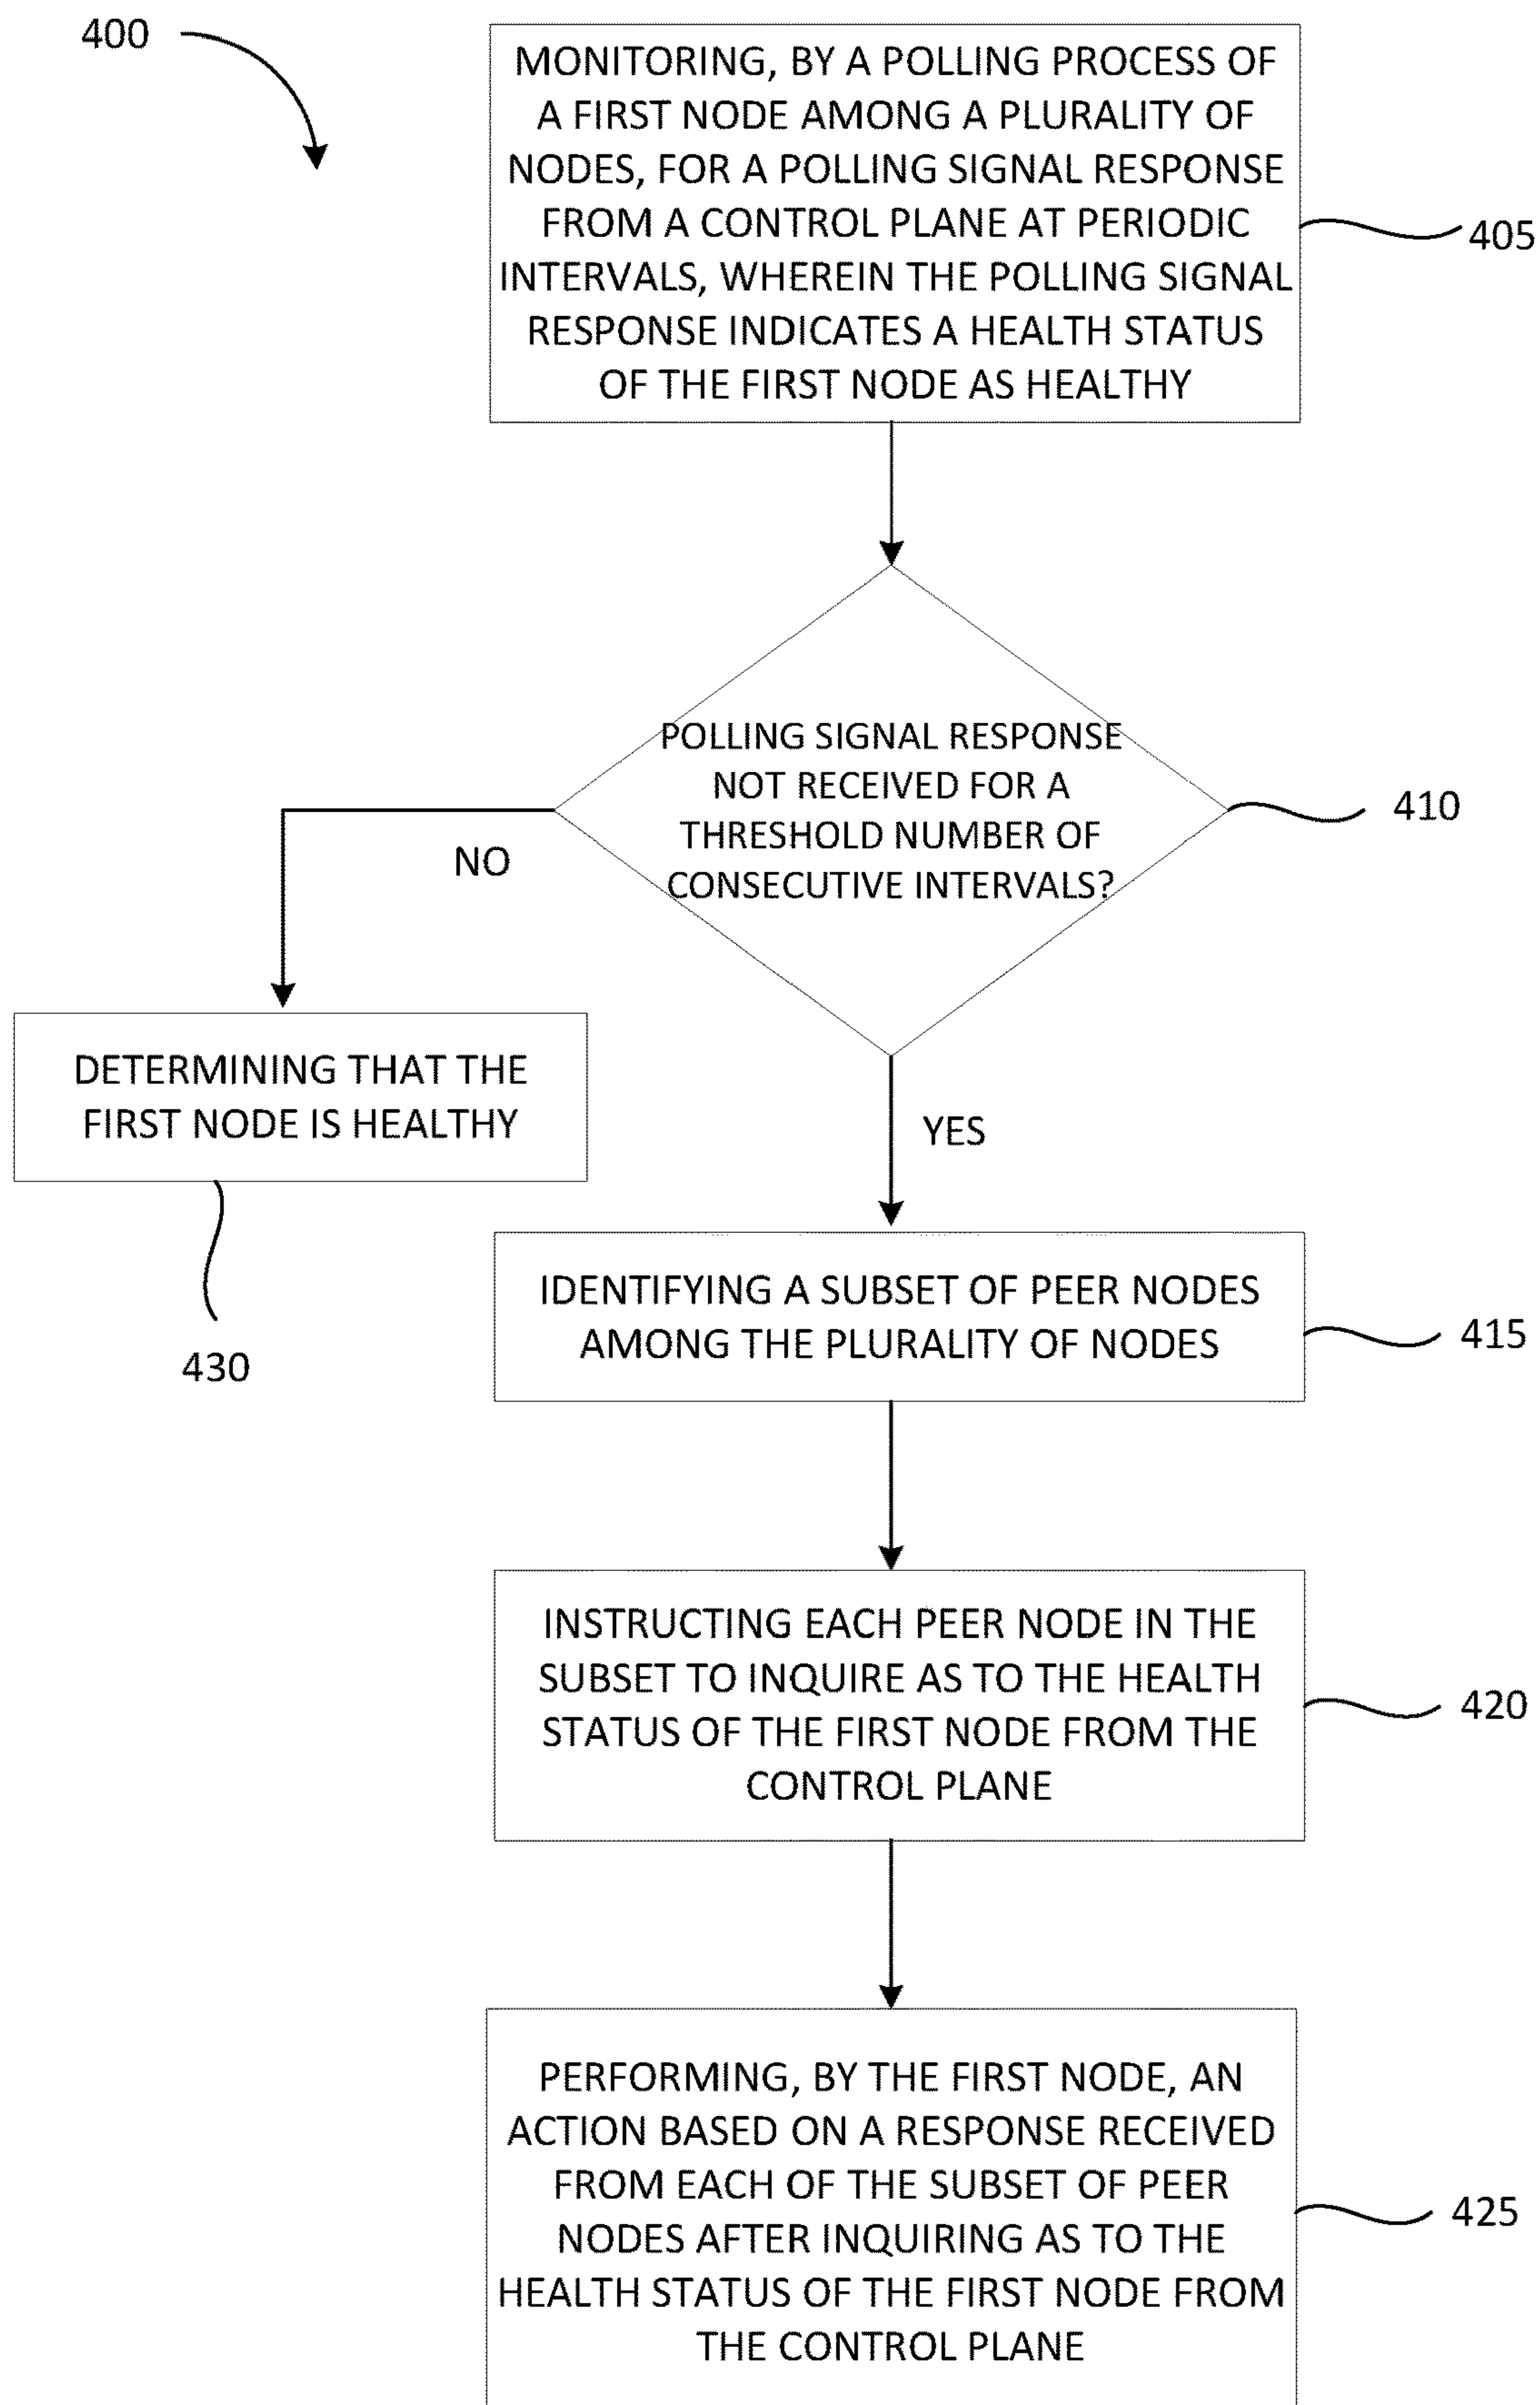 400
MONITORING, BY A POLLING PROCESS OF
A FIRST NODE AMONG A PLURALITY OF
NODES, FOR A POLLING SIGNAL RESPONSE
FROM A CONTROL PLANE AT PERIODIC
INTERVALS, WHEREIN THE POLLING SIGNAL
RESPONSE INDICATES A HEALTH STATUS
OF THE FIRST NODE AS HEALTHY
405
POLLING SIGNAL RESPONSE
NOT RECEIVED FOR A
THRESHOLD NUMBER OF
CONSECUTIVE INTERVALS?
410
NO
DETERMINING THAT THE
FIRST NODE IS HEALTHY
430
YES
IDENTIFYING A SUBSET OF PEER NODES
AMONG THE PLURALITY OF NODES
415
INSTRUCTING EACH PEER NODE IN THE
SUBSET TO INQUIRE AS TO THE HEALTH
STATUS OF THE FIRST NODE FROM THE
CONTROL PLANE
420
PERFORMING, BY THE FIRST NODE, AN
ACTION BASED ON A RESPONSE RECEIVED
FROM EACH OF THE SUBSET OF PEER
NODES AFTER INQUIRING AS TO THE
HEALTH STATUS OF THE FIRST NODE FROM
THE CONTROL PLANE
425